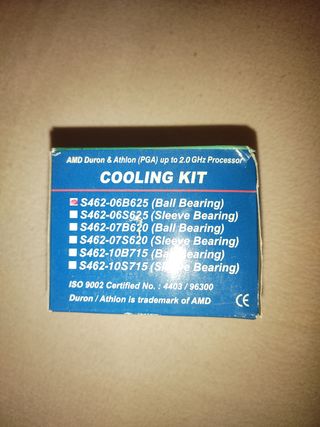 AMD Duron & Athlon (PGA) up to 2.0 GHz Processor
COOLING KIT
S462-06B625 (Ball Bearing)
S462-06S625 (Sleeve Bearing)
S462-07B620 (Ball Bearing)
S462-07S620 (Sleeve Bearing)
S462-10B715 (Ball Bearing)
S462-10S715 (Sleeve Bearing)
ISO 9002 Certified No. : 4403 / 96300
Duron / Athlon is trademark of AMD
CE